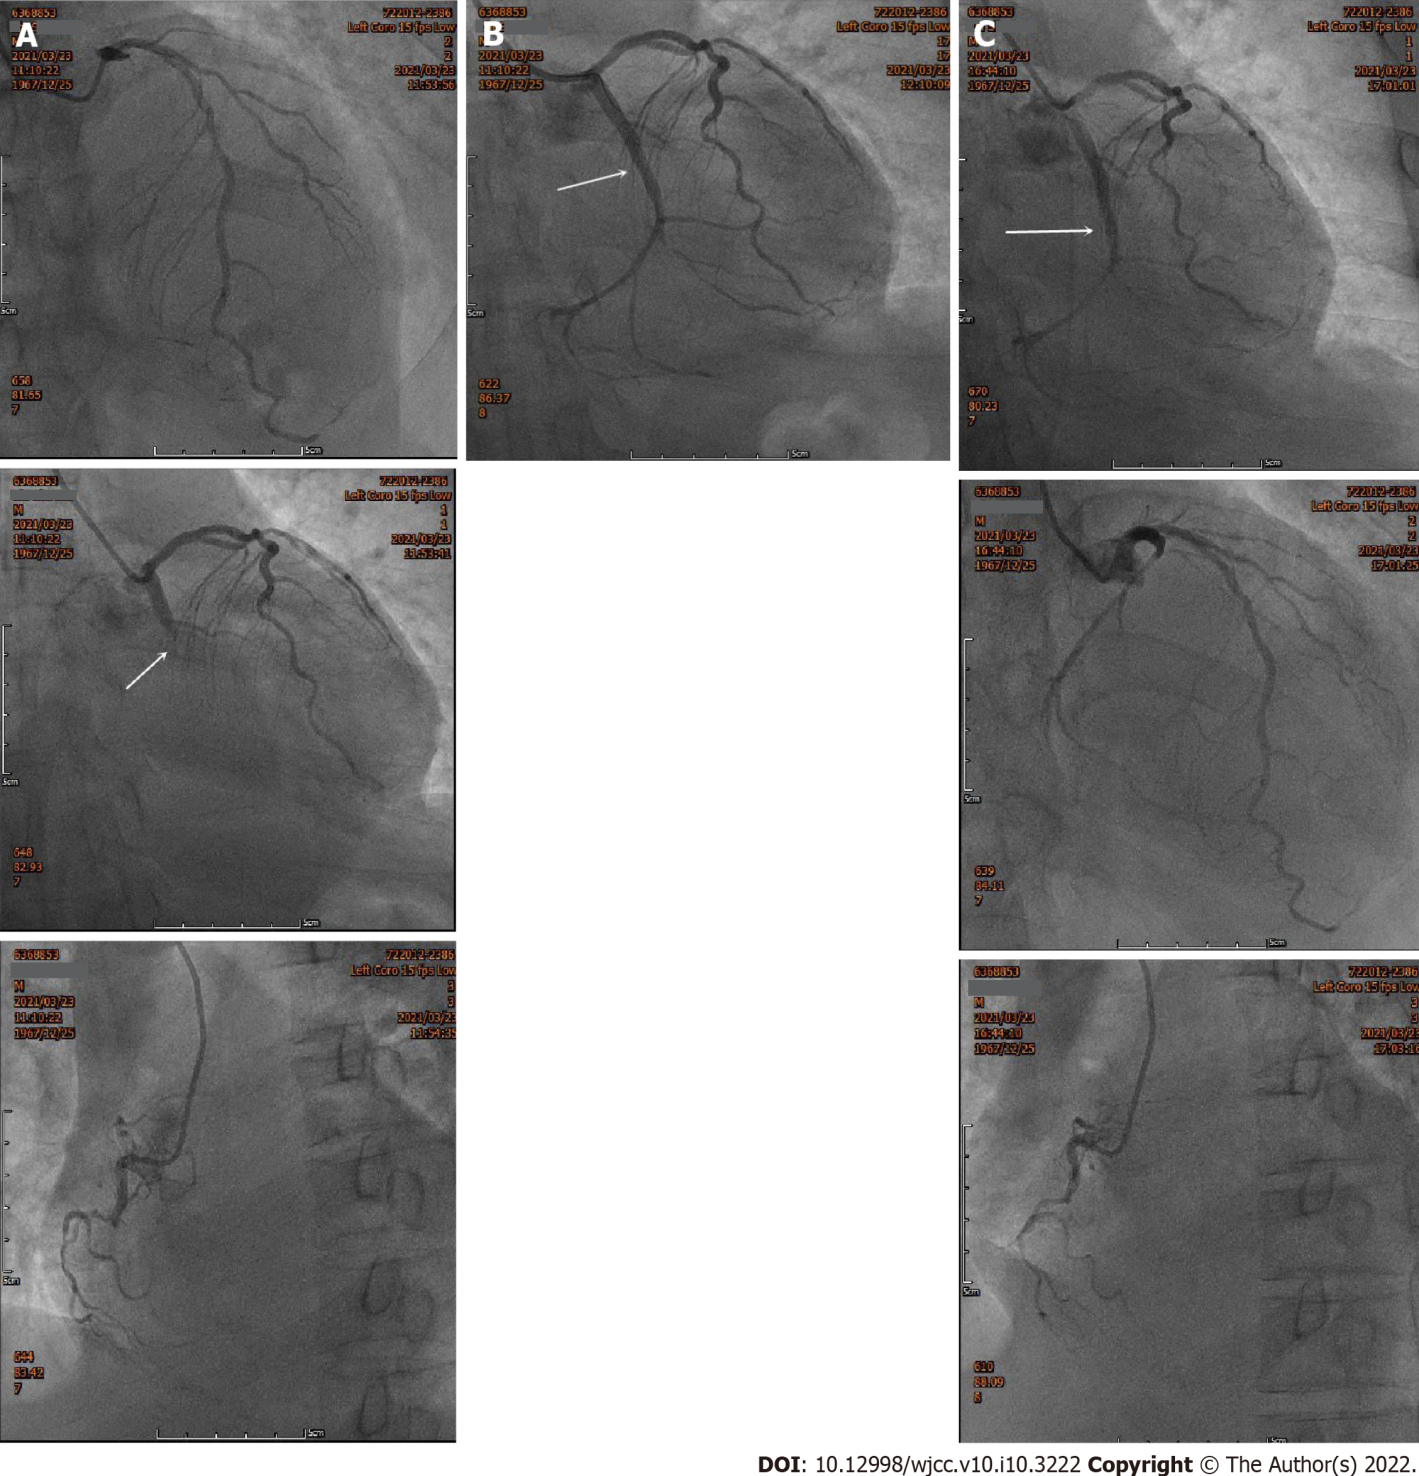 A
6368853
M
2021/03/23
11:10:22
1967/12/25
722012-2386
Left Coro 15 fps Low
2
2
2021/03/23
11:53:56
5cm
658
81.65
7
5cm
B
6368853
2021/03/23
11:10:22
1967/12/25
722012-2386
Left Coro 15 fps Low
17
17
2021/03/23
12:10:09
5cm
622
86.37
8
5cm
C
6368853
M
2021/03/23
16:44:10
1967/12/25
722012-2386
Left Coro 15 fps Low
1
1
2021/03/23
17:01:01
5cm
670
80.23
7
5cm
6368853
M
2021/03/23
11:10:22
1967/12/25
722012-2386
Left Coro 15 fps Low
1
1
2021/03/23
11:53:41
5cm
648
82.93
7
5cm
6368853
M
2021/03/23
16:44:10
1967/12/25
722012-2386
Left Coro 15 fps Low
2
2
2021/03/23
17:01:25
5cm
639
84.11
7
5cm
6368853
M
2021/03/23
11:10:22
1967/12/25
722012-2386
Left Coro 15 fps Low
3
3
2021/03/23
5cm
644
83.42
7
5cm
6368853
M
2021/03/23
16:44:10
1967/12/25
722012-2386
Left Coro 15 fps Low
3
3
2021/03/23
5cm
610
88.09
8
5cm
DOI: 10.12998/wjcc.v10.i10.3222 Copyright © The Author(s) 2022.